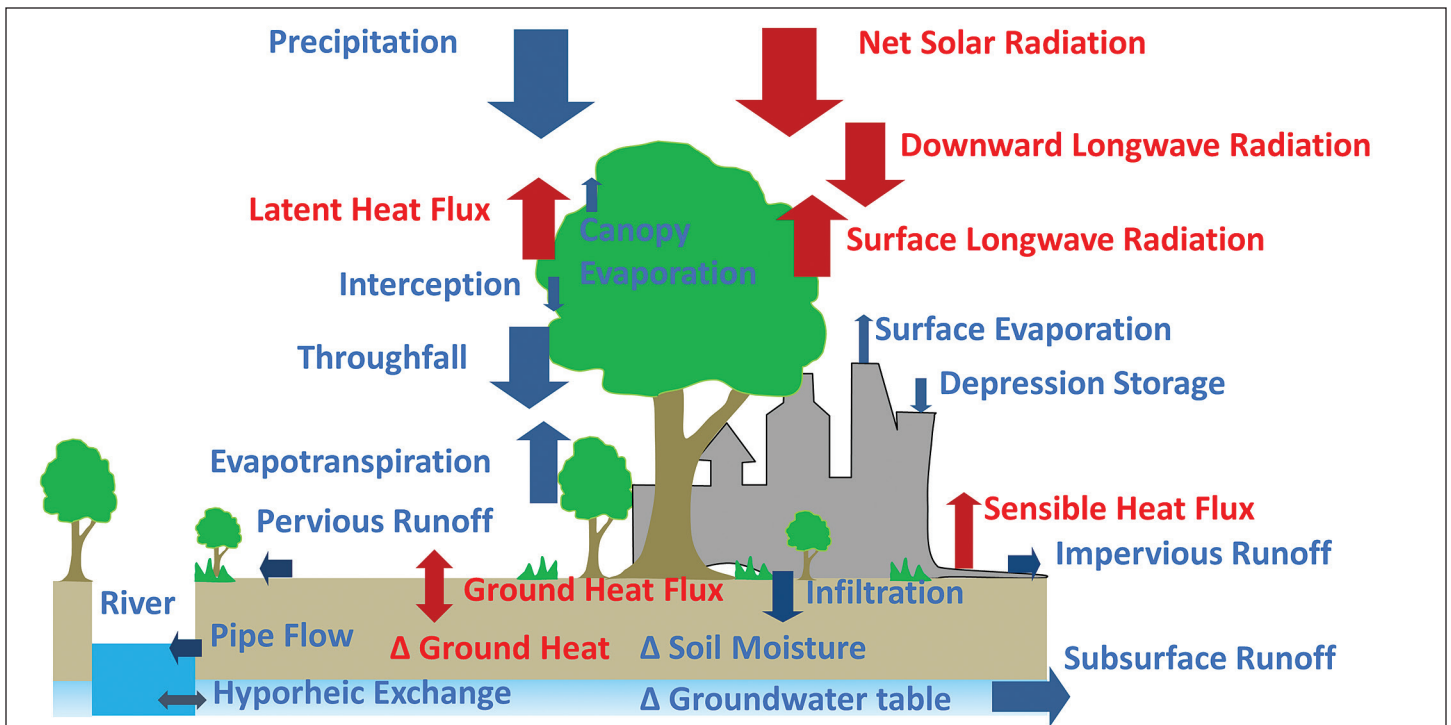 Precipitation
Net Solar Radiation
Downward Longwave Radiation
Latent Heat Flux
Canopy
Evaporation
Surface Longwave Radiation
Interception
Surface Evaporation
Throughfall
Depression Storage
Evapotranspiration
Sensible Heat Flux
Pervious Runoff
Impervious Runoff
Ground Heat Flux
Infiltration
River
Pipe Flow
Δ Ground Heat
Δ Soil Moisture
Subsurface Runoff
Hyporheic Exchange
Δ Groundwater table